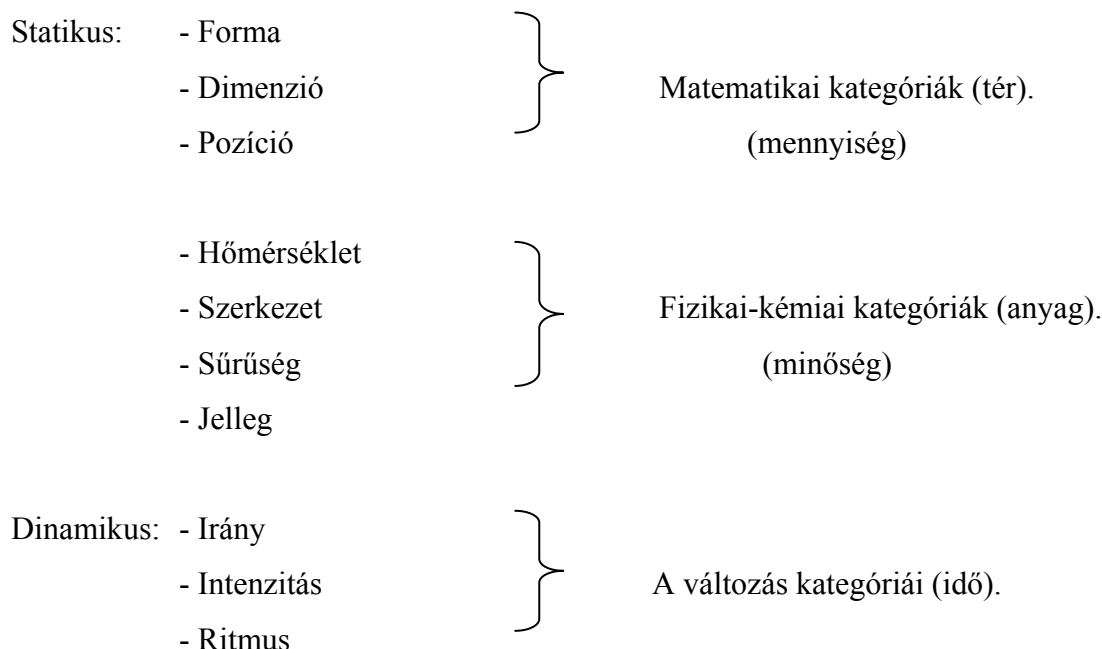 Statikus: - Forma
- Dimenzió Matematikai kategóriák (tér).
- Pozíció (mennyiség)
- Hőmérséklet
- Szerkezet Fizikai-kémiai kategóriák (anyag).
- Sűrűség (minőség)
- Jelleg
Dinamikus: - Irány
- Intenzitás A változás kategóriái (idő).
- Ritmus